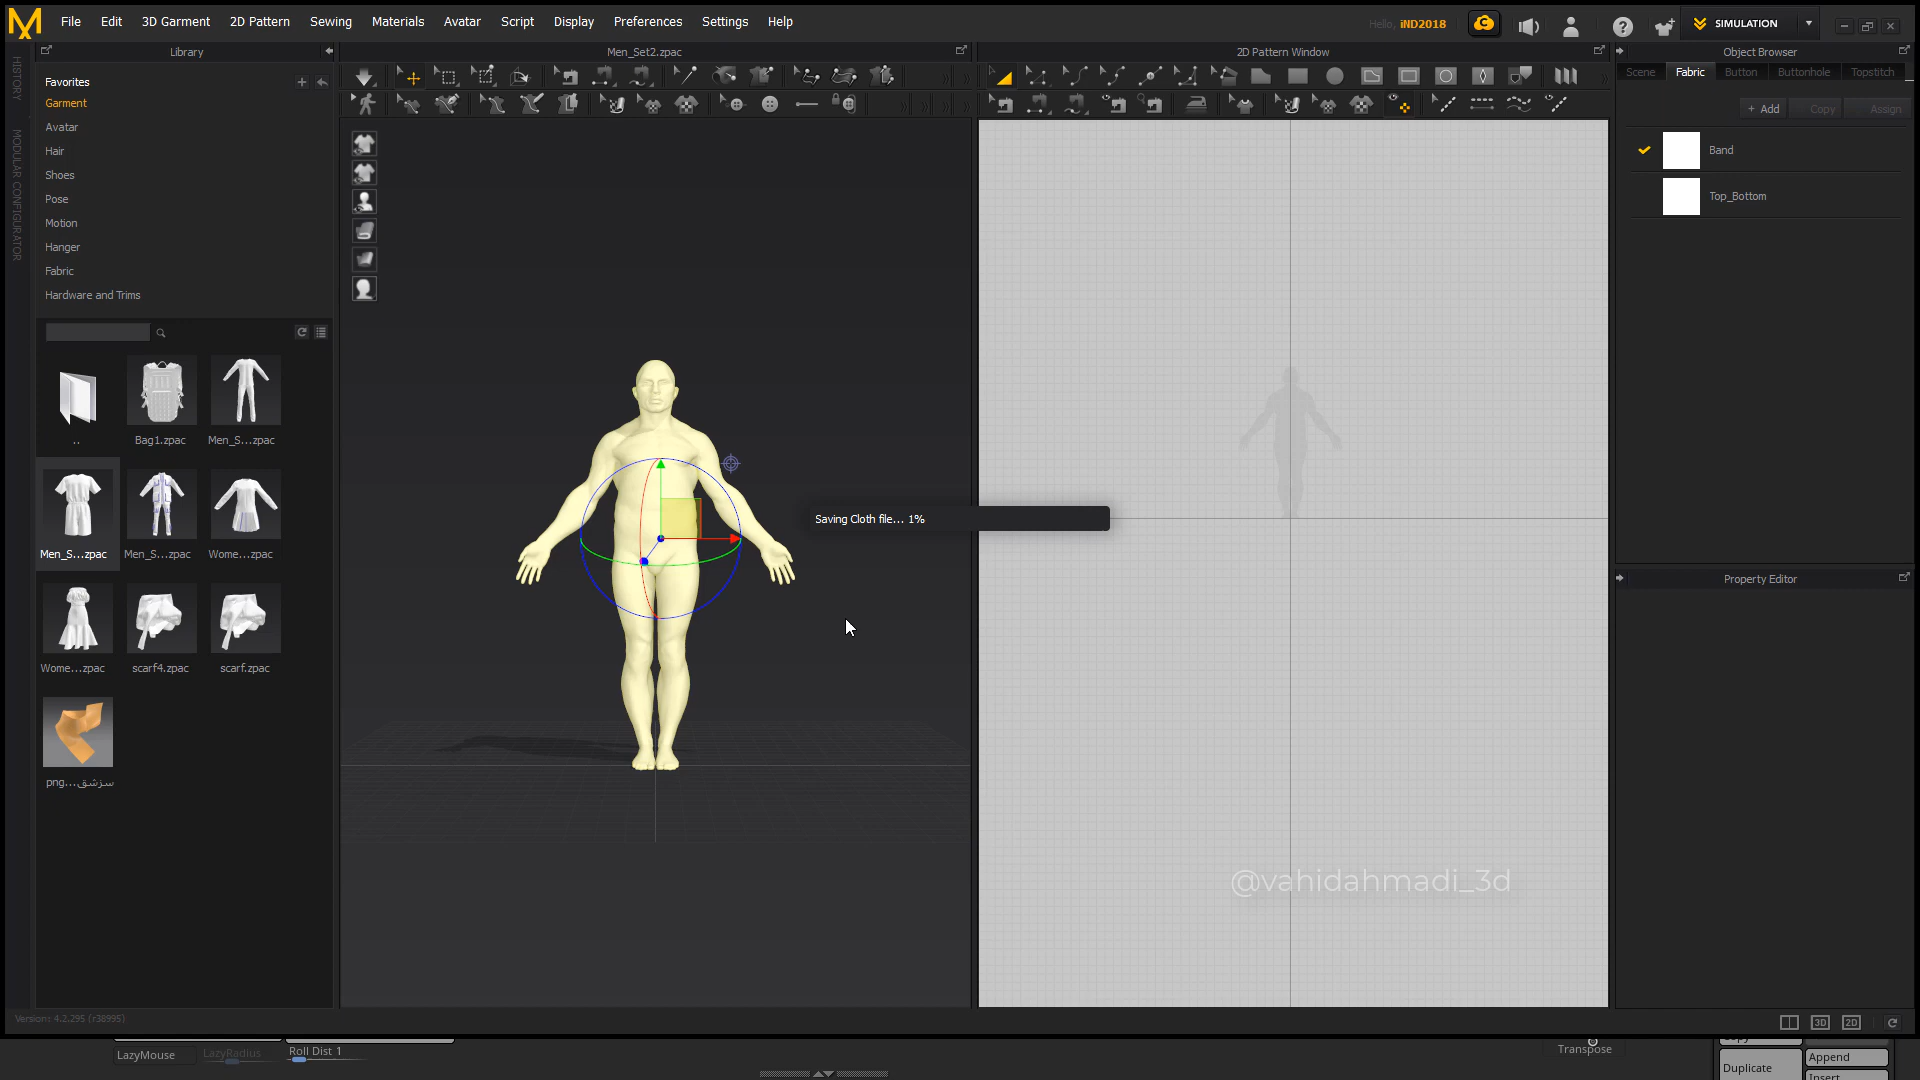 File Edit 3D Garment 2D Pattern Sewing Materials Avatar Script Display Preferences Settings Help
Hello, iND2018
SIMULATION
Library
Men_Set2.zpac
2D Pattern Window
Object Browser
HISTORY
MODULAR CONFIGURATOR
Favorites
Garment
Avatar
Hair
Shoes
Pose
Motion
Hanger
Fabric
Hardware and Trims
..
Bag1.zpac
Men_S...zpac
Men_S...zpac
Men_S...zpac
Wome...zpac
Wome...zpac
scarf4.zpac
scarf.zpac
png...سزشق
Saving Cloth file... 1%
@vahidahmadi_3d
Scene Fabric Button Buttonhole Topstitch
+ Add Copy Assign
Band
Top_Bottom
Property Editor
Version: 4.2.295 (r38995)
3D 2D
LazyMouse LazyRadius Roll Dist 1
Transpose
Copy
Duplicate
Append
Insert